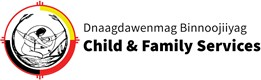 Dnaagdawenmag Binnoojiiyag
Child & Family Services